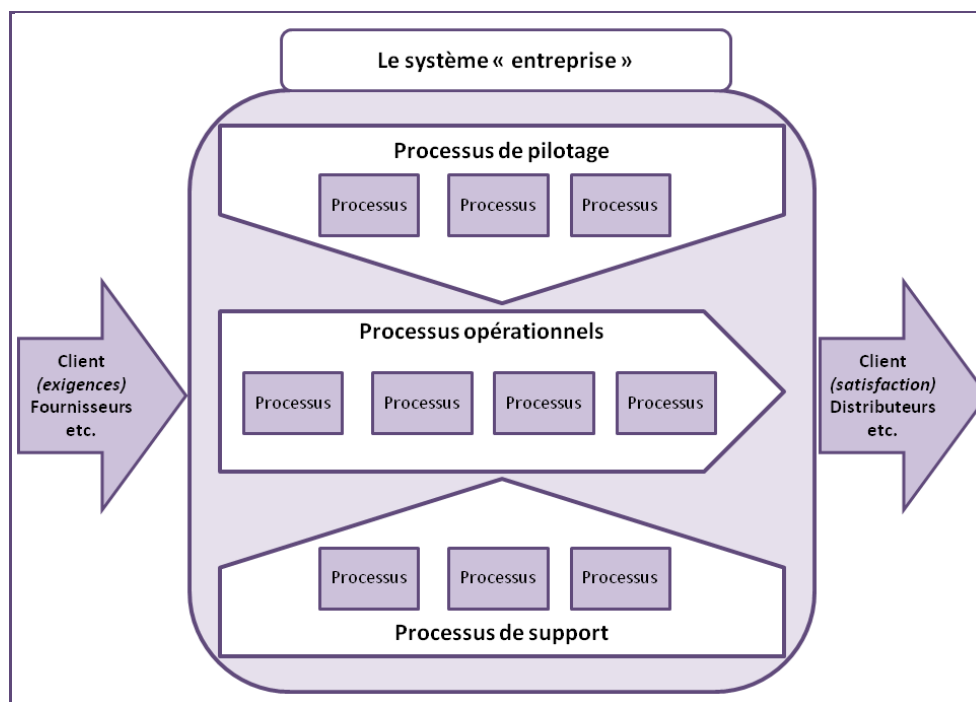 Le système « entreprise »
Processus de pilotage
Processus
Processus
Processus
Client
(exigences)
Fournisseurs
etc.
Processus opérationnels
Processus
Processus
Processus
Processus
Client
(satisfaction)
Distributeurs
etc.
Processus
Processus
Processus
Processus de support